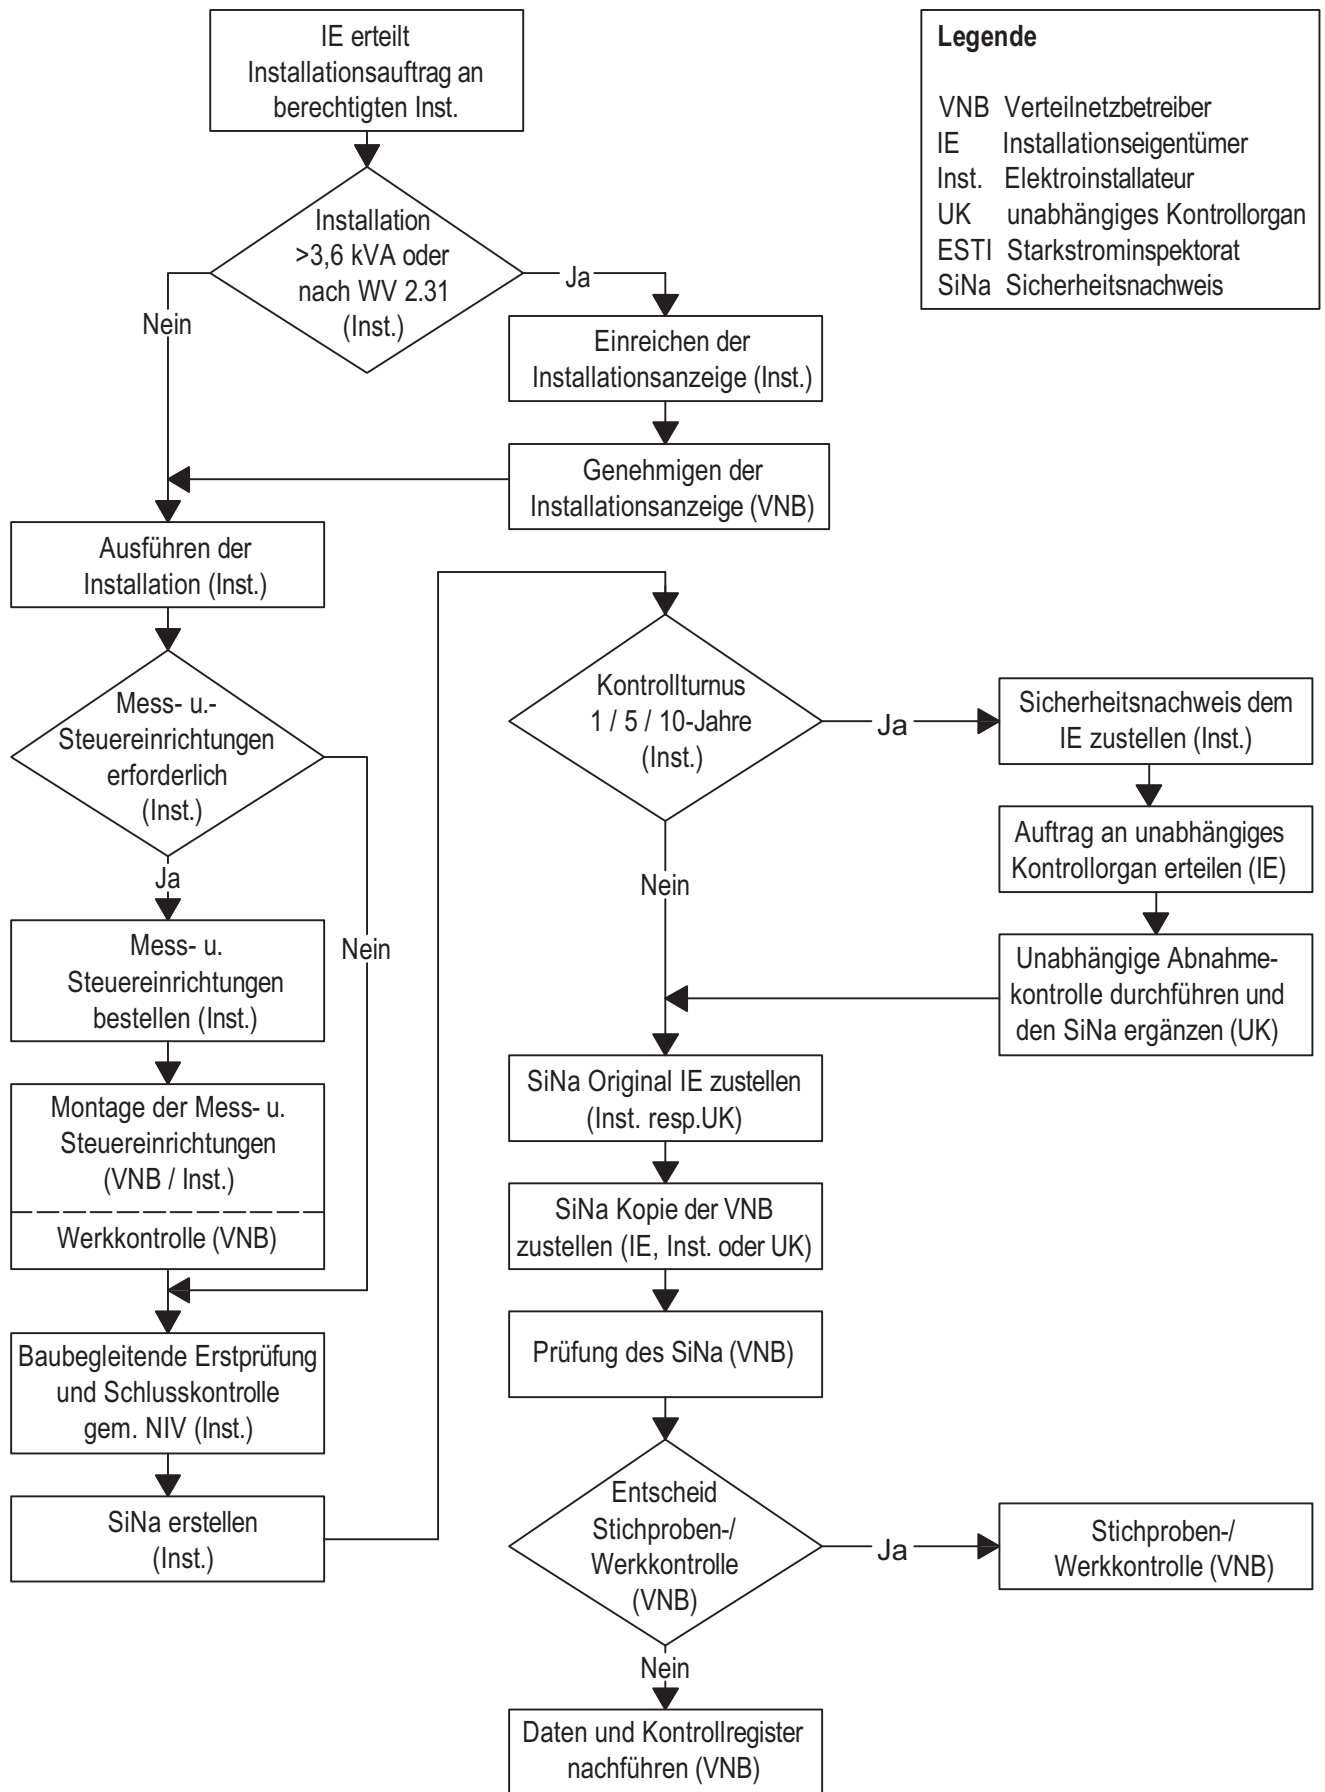 IE erteilt
Installationsauftrag an
berechtigten Inst.
Legende
VNB Verteilnetzbetreiber
IE Installationseigentümer
Inst. Elektroinstallateur
UK unabhängiges Kontrollorgan
ESTI Starkstrominspektorat
SiNa Sicherheitsnachweis
Installation
>3,6 kVA oder
nach WV 2.31
(Inst.)
Ja
Nein
Einreichen der
Installationsanzeige (Inst.)
Genehmigen der
Installationsanzeige (VNB)
Ausführen der
Installation (Inst.)
Mess- u.-
Steuereinrichtungen
erforderlich
(Inst.)
Ja
Nein
Mess- u.
Steuereinrichtungen
bestellen (Inst.)
Montage der Mess- u.
Steuereinrichtungen
(VNB / Inst.)
Werkkontrolle (VNB)
Baubegleitende Erstprüfung
und Schlusskontrolle
gem. NIV (Inst.)
SiNa erstellen
(Inst.)
Kontrollturnus
1 / 5 / 10-Jahre
(Inst.)
Ja
Nein
Sicherheitsnachweis dem
IE zustellen (Inst.)
Auftrag an unabhängiges
Kontrollorgan erteilen (IE)
Unabhängige Abnahme-
kontrolle durchführen und
den SiNa ergänzen (UK)
SiNa Original IE zustellen
(Inst. resp.UK)
SiNa Kopie der VNB
zustellen (IE, Inst. oder UK)
Prüfung des SiNa (VNB)
Entscheid
Stichproben-/
Werkkontrolle
(VNB)
Ja
Stichproben-/
Werkkontrolle (VNB)
Nein
Daten und Kontrollregister
nachführen (VNB)